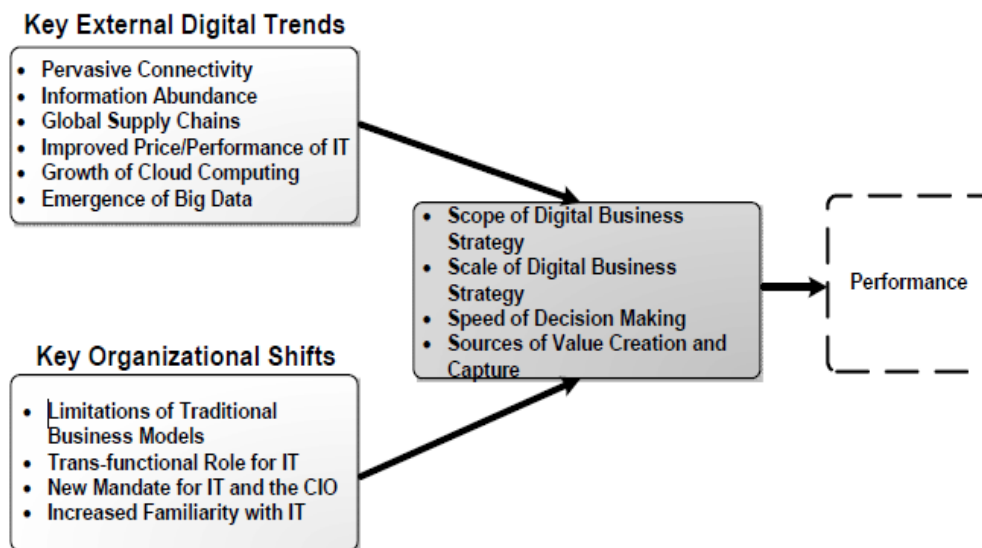 Key External Digital Trends
• Pervasive Connectivity
• Information Abundance
• Global Supply Chains
• Improved Price/Performance of IT
• Growth of Cloud Computing
• Emergence of Big Data
• Scope of Digital Business
Strategy
• Scale of Digital Business
Strategy
• Speed of Decision Making
• Sources of Value Creation and
Capture
Performance
Key Organizational Shifts
• Limitations of Traditional
Business Models
• Trans-functional Role for IT
• New Mandate for IT and the CIO
• Increased Familiarity with IT